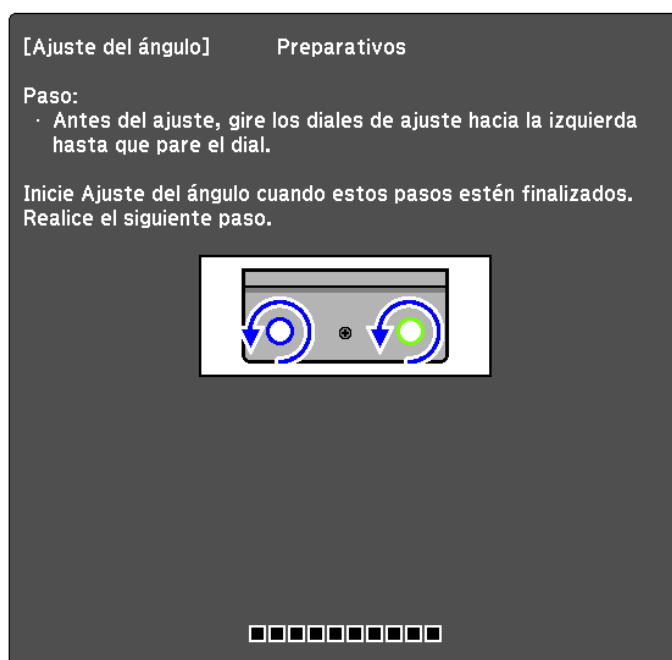 [Ajuste del ángulo] Preparativos
Paso:
· Antes del ajuste, gire los diales de ajuste hacia la izquierda
hasta que pare el dial.
Inicie Ajuste del ángulo cuando estos pasos estén finalizados.
Realice el siguiente paso.